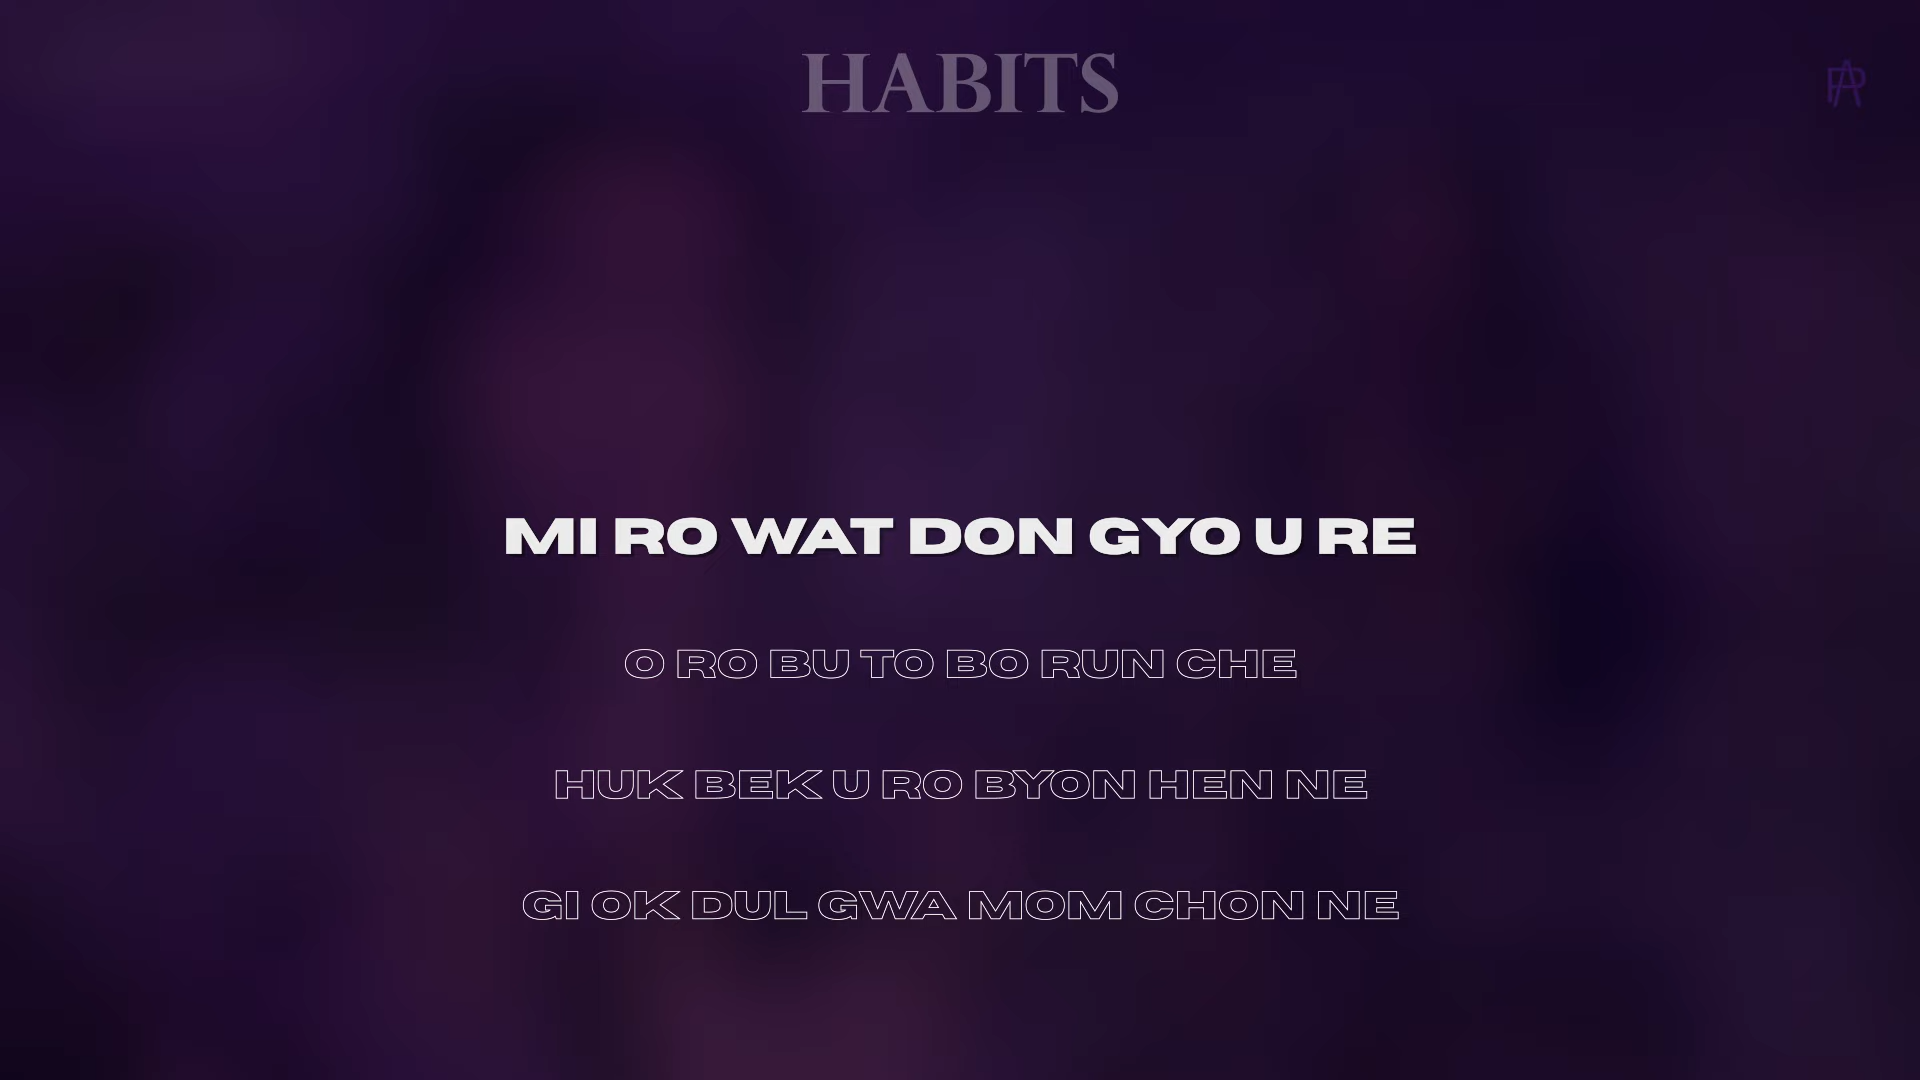 HABITS
MI RO WAT DON GYO U RE
O RO BU TO BO RUN CHE
HUK BEK U RO BYON HEN NE
GI OK DUL GWA MOM CHON NE